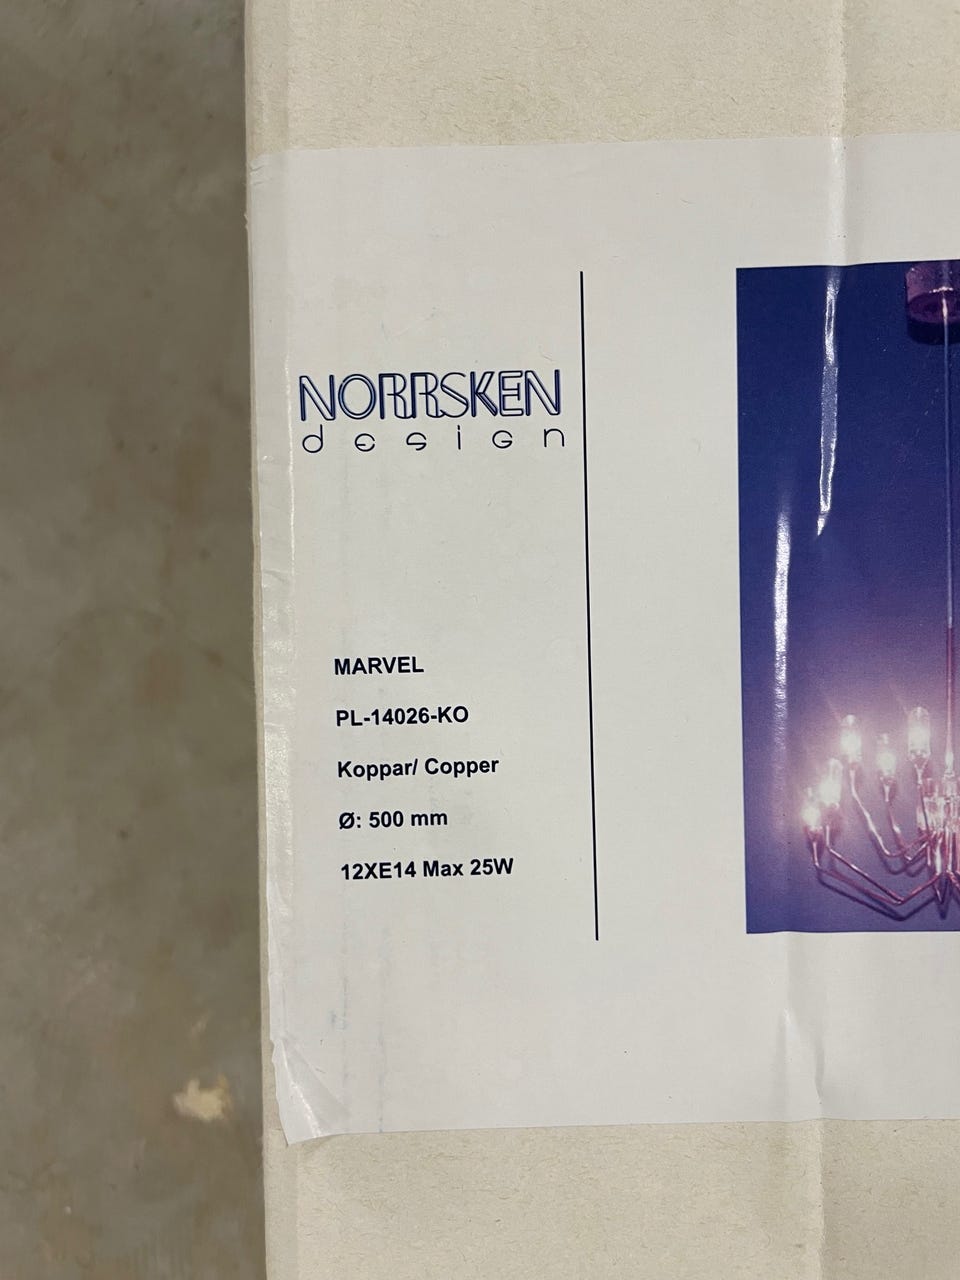 NORRSKEN
design
MARVEL
PL-14026-KO
Koppar/ Copper
Ø: 500 mm
12XE14 Max 25W